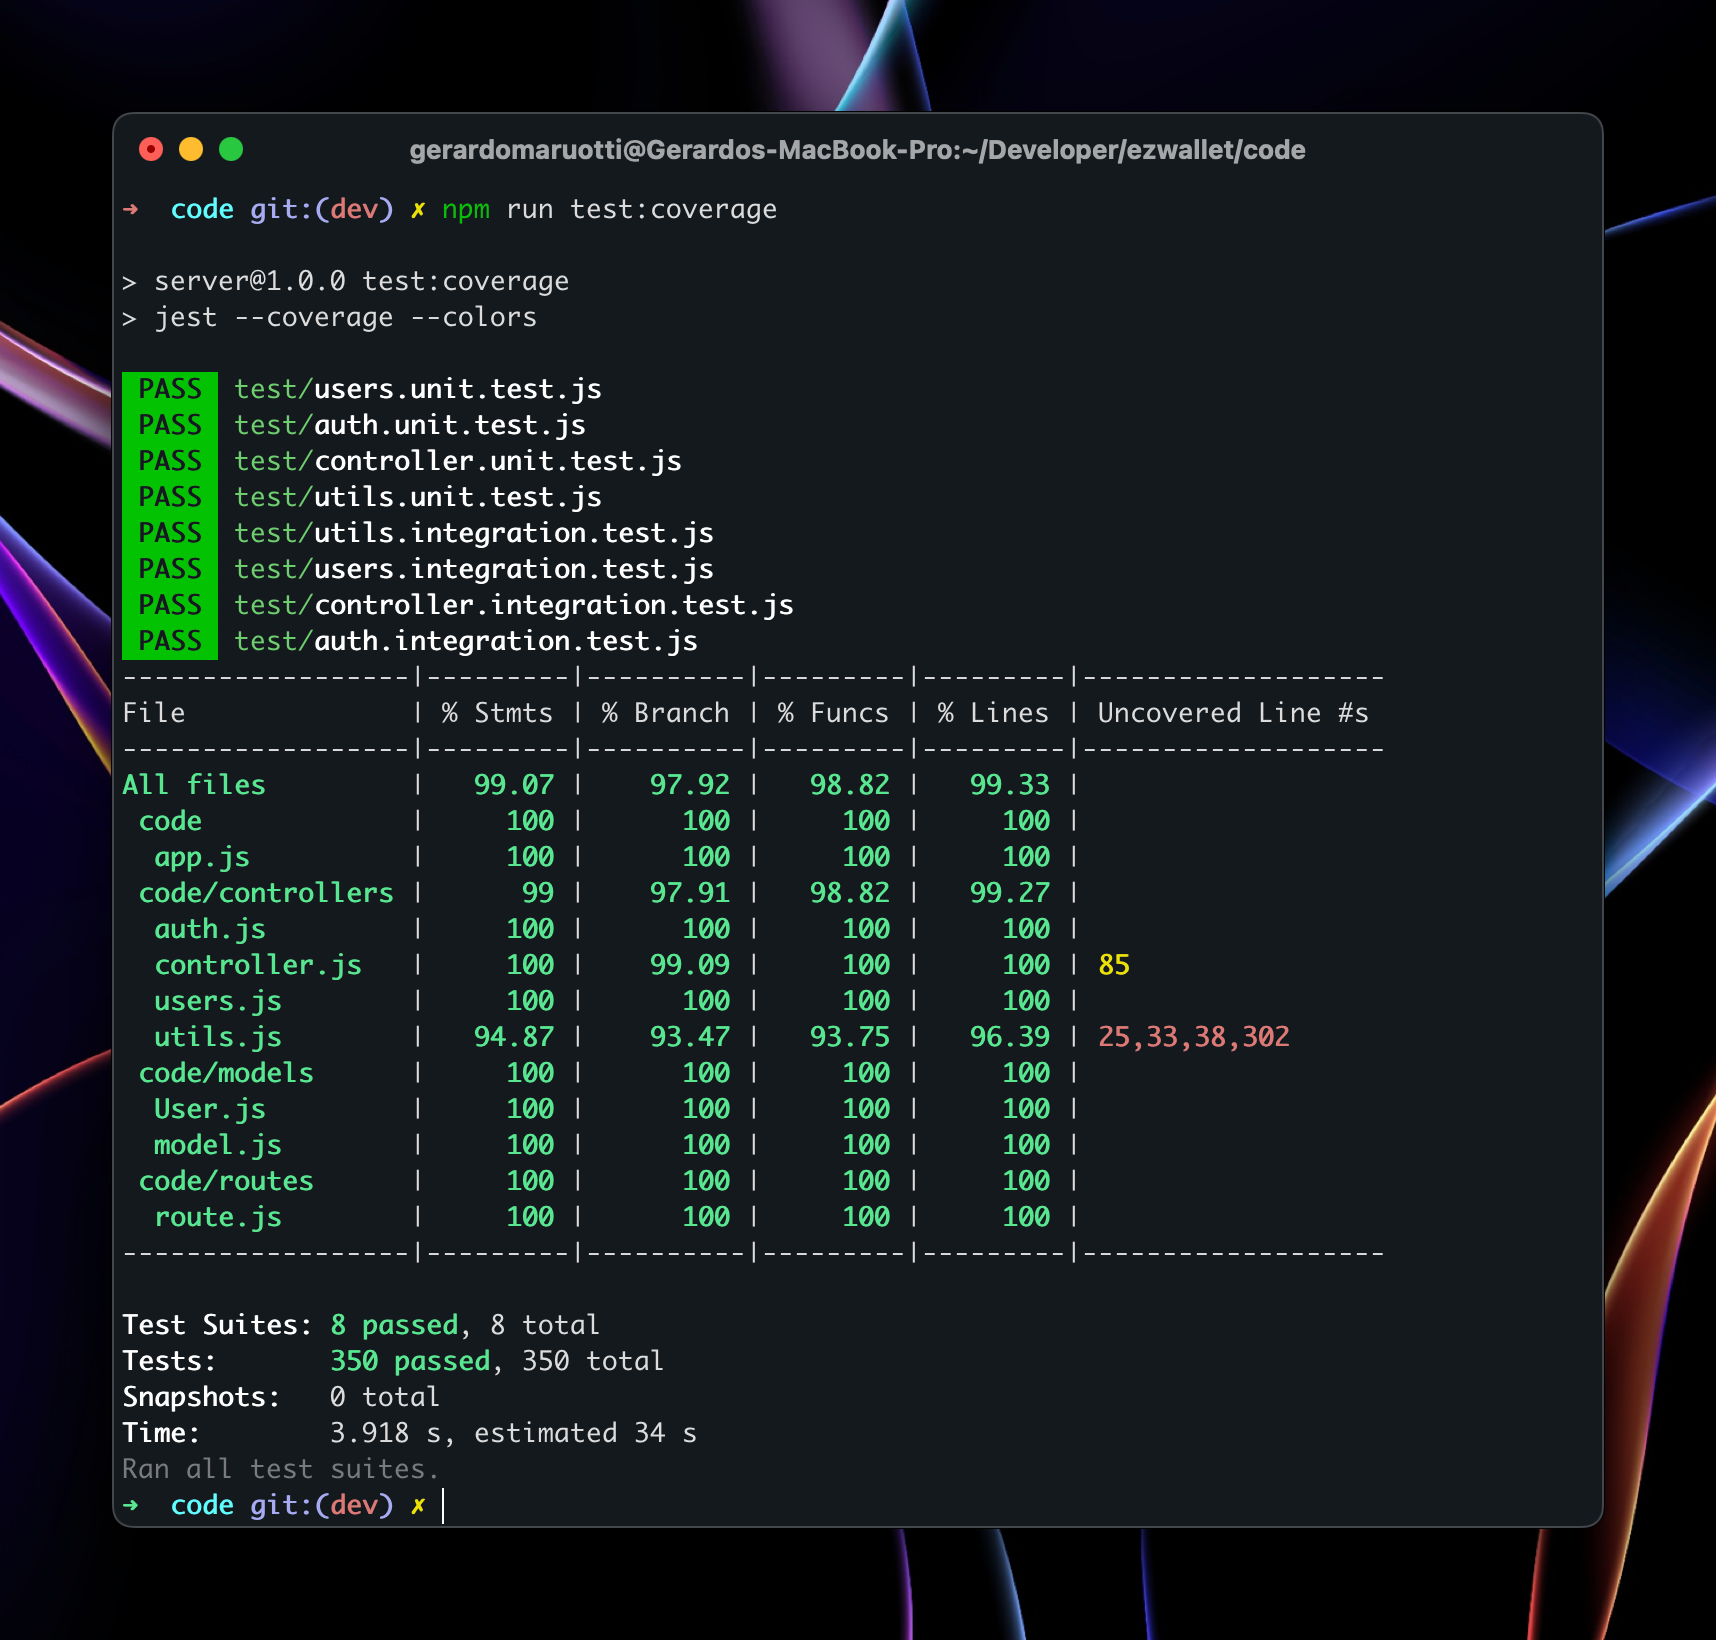 gerardomaruotti@Gerardos-MacBook-Pro:~/Developer/ezwallet/code
➜  code git:(dev) ✗ npm run test:coverage
> server@1.0.0 test:coverage
> jest --coverage --colors
PASS  test/users.unit.test.js
PASS  test/auth.unit.test.js
PASS  test/controller.unit.test.js
PASS  test/utils.unit.test.js
PASS  test/utils.integration.test.js
PASS  test/users.integration.test.js
PASS  test/controller.integration.test.js
PASS  test/auth.integration.test.js
------------------|---------|----------|---------|---------|-------------------
File              | % Stmts | % Branch | % Funcs | % Lines | Uncovered Line #s
------------------|---------|----------|---------|---------|-------------------
All files         |   99.07 |    97.92 |   98.82 |   99.33 |
 code             |     100 |      100 |     100 |     100 |
  app.js          |     100 |      100 |     100 |     100 |
 code/controllers |      99 |    97.91 |   98.82 |   99.27 |
  auth.js         |     100 |      100 |     100 |     100 |
  controller.js   |     100 |    99.09 |     100 |     100 | 85
  users.js        |     100 |      100 |     100 |     100 |
  utils.js        |   94.87 |    93.47 |   93.75 |   96.39 | 25,33,38,302
 code/models      |     100 |      100 |     100 |     100 |
  User.js         |     100 |      100 |     100 |     100 |
  model.js        |     100 |      100 |     100 |     100 |
 code/routes      |     100 |      100 |     100 |     100 |
  route.js        |     100 |      100 |     100 |     100 |
------------------|---------|----------|---------|---------|-------------------
Test Suites: 8 passed, 8 total
Tests:       350 passed, 350 total
Snapshots:   0 total
Time:        3.918 s, estimated 34 s
Ran all test suites.
➜  code git:(dev) ✗